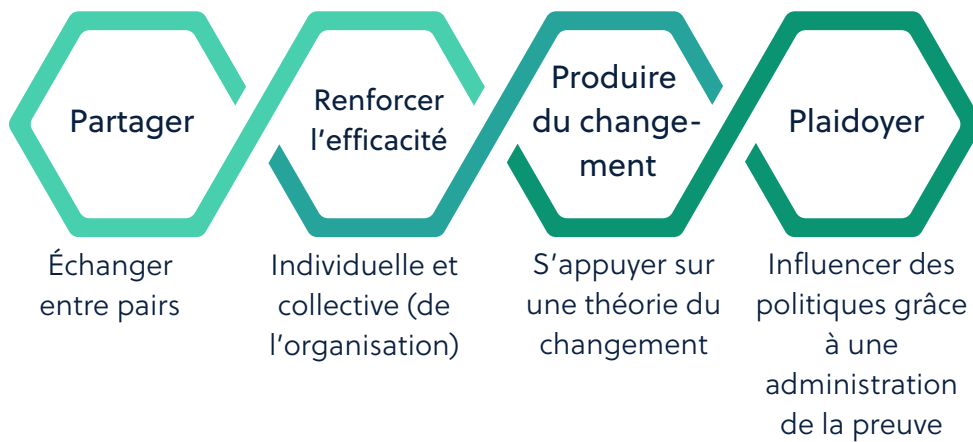 Partager
Échanger
entre pairs
Renforcer
l'efficacité
Individuelle et
collective (de
l'organisation)
Produire
du change-
ment
S'appuyer sur
une théorie du
changement
Plaidoyer
Influencer des
politiques grâce
à une
administration
de la preuve